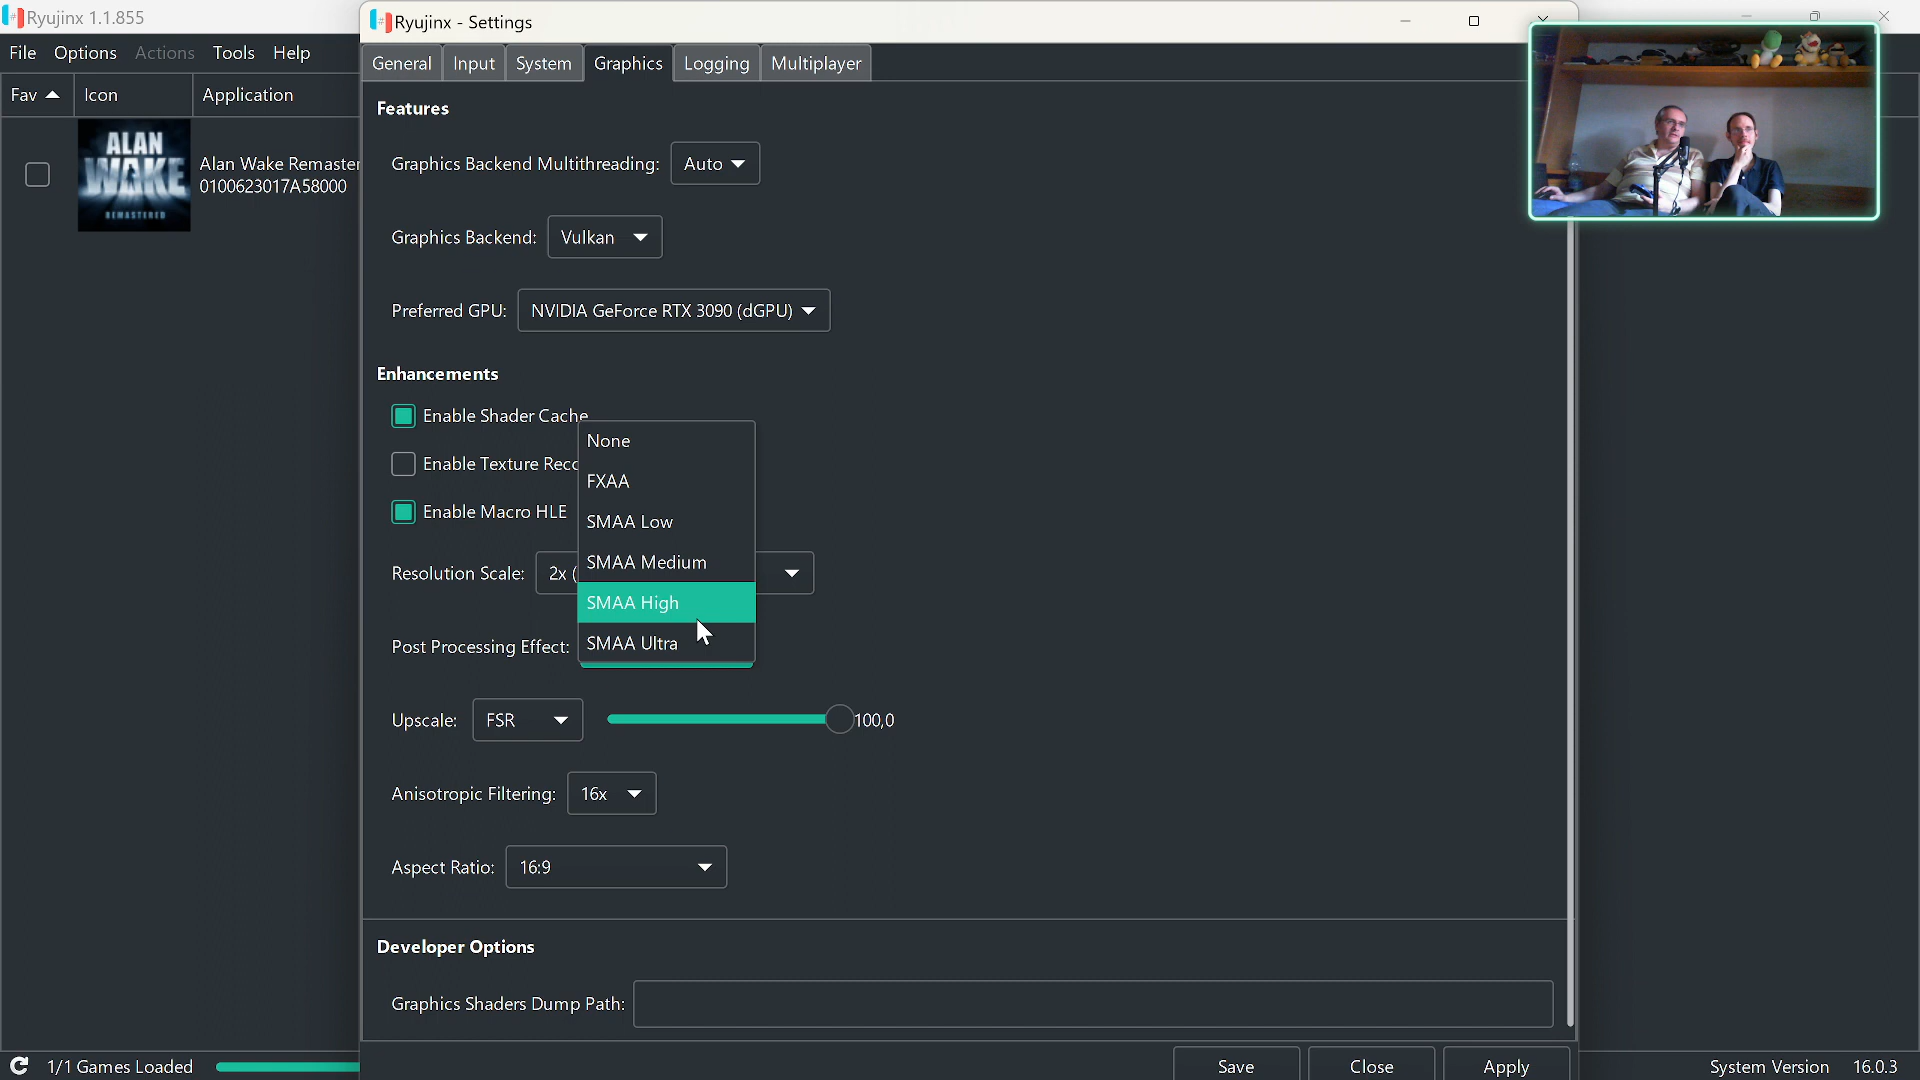 Ryujinx 1.1.855
Ryujinx - Settings
File Options Actions Tools Help
General Input System Graphics Logging Multiplayer
Fav Icon Application
Features
ALAN WAKE REMASTERED
Alan Wake Remaster
0100623017A58000
Graphics Backend Multithreading: Auto
Graphics Backend: Vulkan
Preferred GPU: NVIDIA GeForce RTX 3090 (dGPU)
Enhancements
Enable Shader Cache
None
Enable Texture Reco
FXAA
Enable Macro HLE
SMAA Low
SMAA Medium
Resolution Scale: 2x (
SMAA High
Post Processing Effect:
SMAA Ultra
Upscale: FSR 100,0
Anisotropic Filtering: 16x
Aspect Ratio: 16:9
Developer Options
Graphics Shaders Dump Path:
1/1 Games Loaded
Save Close Apply
System Version 16.0.3